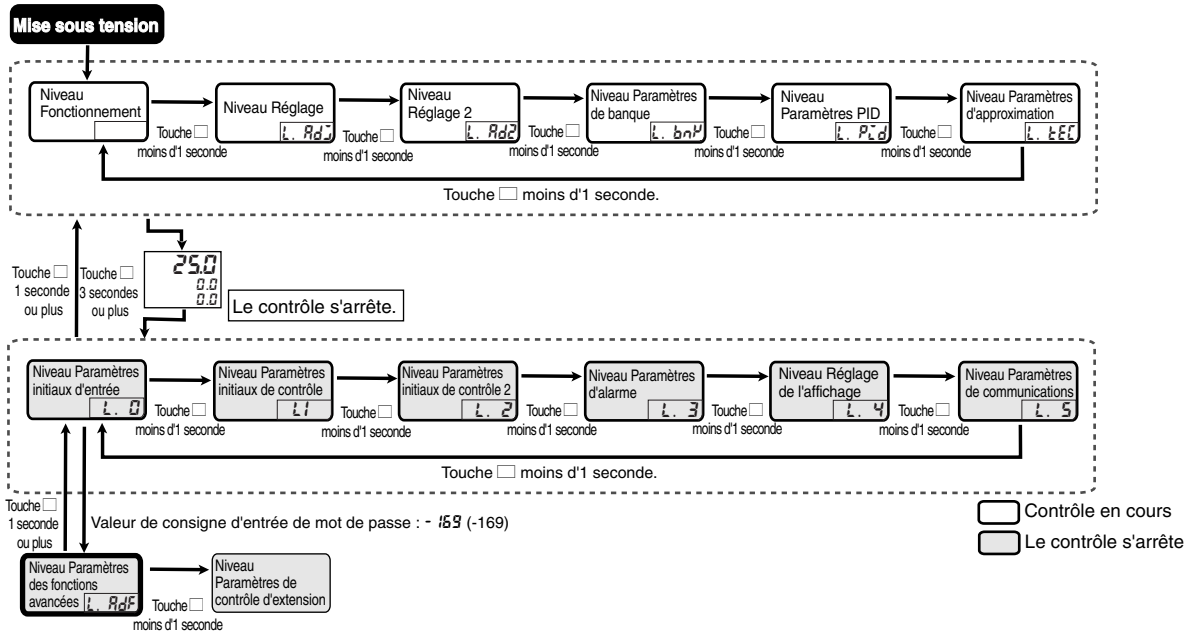 Mise sous tension
Niveau
Fonctionnement
Niveau Réglage
L. AdJ
Niveau
Réglage 2
L. Ad2
Niveau Paramètres
de banque
L. bnK
Niveau
Paramètres PID
L. Pid
Niveau Paramètres
d'approximation
L. tEC
Touche □
moins d'1 seconde
Touche □
moins d'1 seconde
Touche □
moins d'1 seconde
Touche □
moins d'1 seconde
Touche □
moins d'1 seconde
Touche □ moins d'1 seconde.
Touche □
1 seconde
ou plus
Touche □
3 secondes
ou plus
25.0
0.0
0.0
Le contrôle s'arrête.
Niveau Paramètres
initiaux d'entrée
L. 0
Niveau Paramètres
initiaux de contrôle
L.1
Niveau Paramètres
initiaux de contrôle 2
L. 2
Niveau Paramètres
d'alarme
L. 3
Niveau Réglage
de l'affichage
L. 4
Niveau Paramètres
de communications
L. 5
Touche □
moins d'1 seconde
Touche □
moins d'1 seconde
Touche □
moins d'1 seconde
Touche □
moins d'1 seconde
Touche □
moins d'1 seconde
Touche □ moins d'1 seconde.
Touche □
1 seconde
ou plus
Valeur de consigne d'entrée de mot de passe : -169 (-169)
Niveau Paramètres
des fonctions
avancées L. AdF
Touche □
moins d'1 seconde
Niveau
Paramètres de
contrôle d'extension
Contrôle en cours
Le contrôle s'arrête